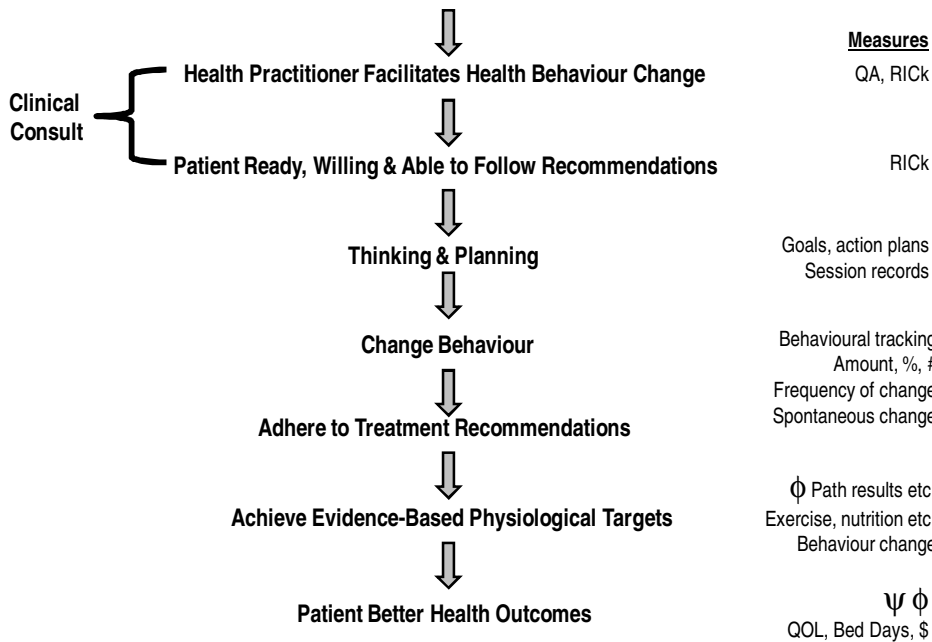 Measures
Health Practitioner Facilitates Health Behaviour Change
QA, RICk
Clinical
Consult
Patient Ready, Willing & Able to Follow Recommendations
RICk
Thinking & Planning
Goals, action plans
Session records
Change Behaviour
Behavioural tracking
Amount, %, #
Frequency of change
Spontaneous change
Adhere to Treatment Recommendations
ϕ Path results etc
Achieve Evidence-Based Physiological Targets
Exercise, nutrition etc
Behaviour change
Patient Better Health Outcomes
ψ ϕ
QOL, Bed Days, $